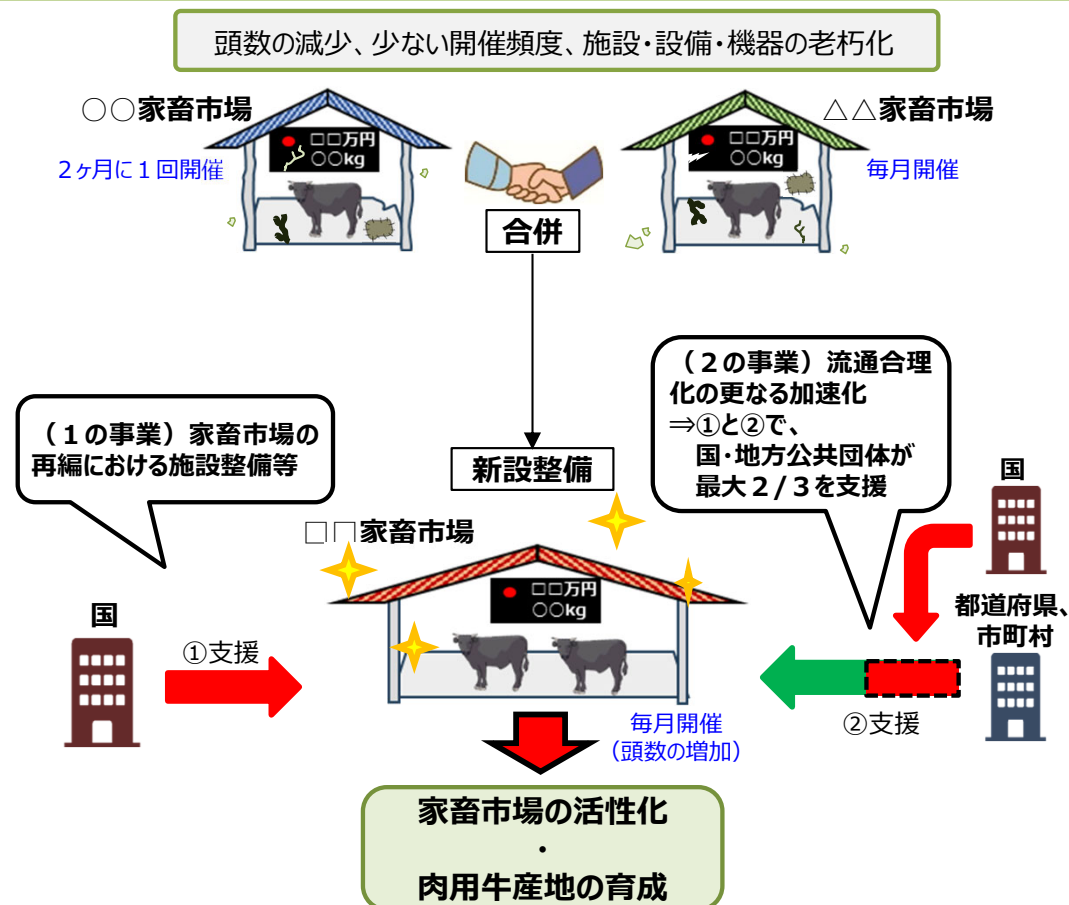 頭数の減少、少ない開催頻度、施設・設備・機器の老朽化
○○家畜市場
２ヶ月に１回開催
□□万円
○○kg
合併
△△家畜市場
毎月開催
□□万円
○○kg
（１の事業）家畜市場の
再編における施設整備等
新設整備
（２の事業）流通合理
化の更なる加速化
⇒①と②で、
国・地方公共団体が
最大２/３を支援
□□家畜市場
□□万円
○○kg
国
①支援
国
都道府県、
市町村
②支援
毎月開催
（頭数の増加）
家畜市場の活性化
・
肉用牛産地の育成